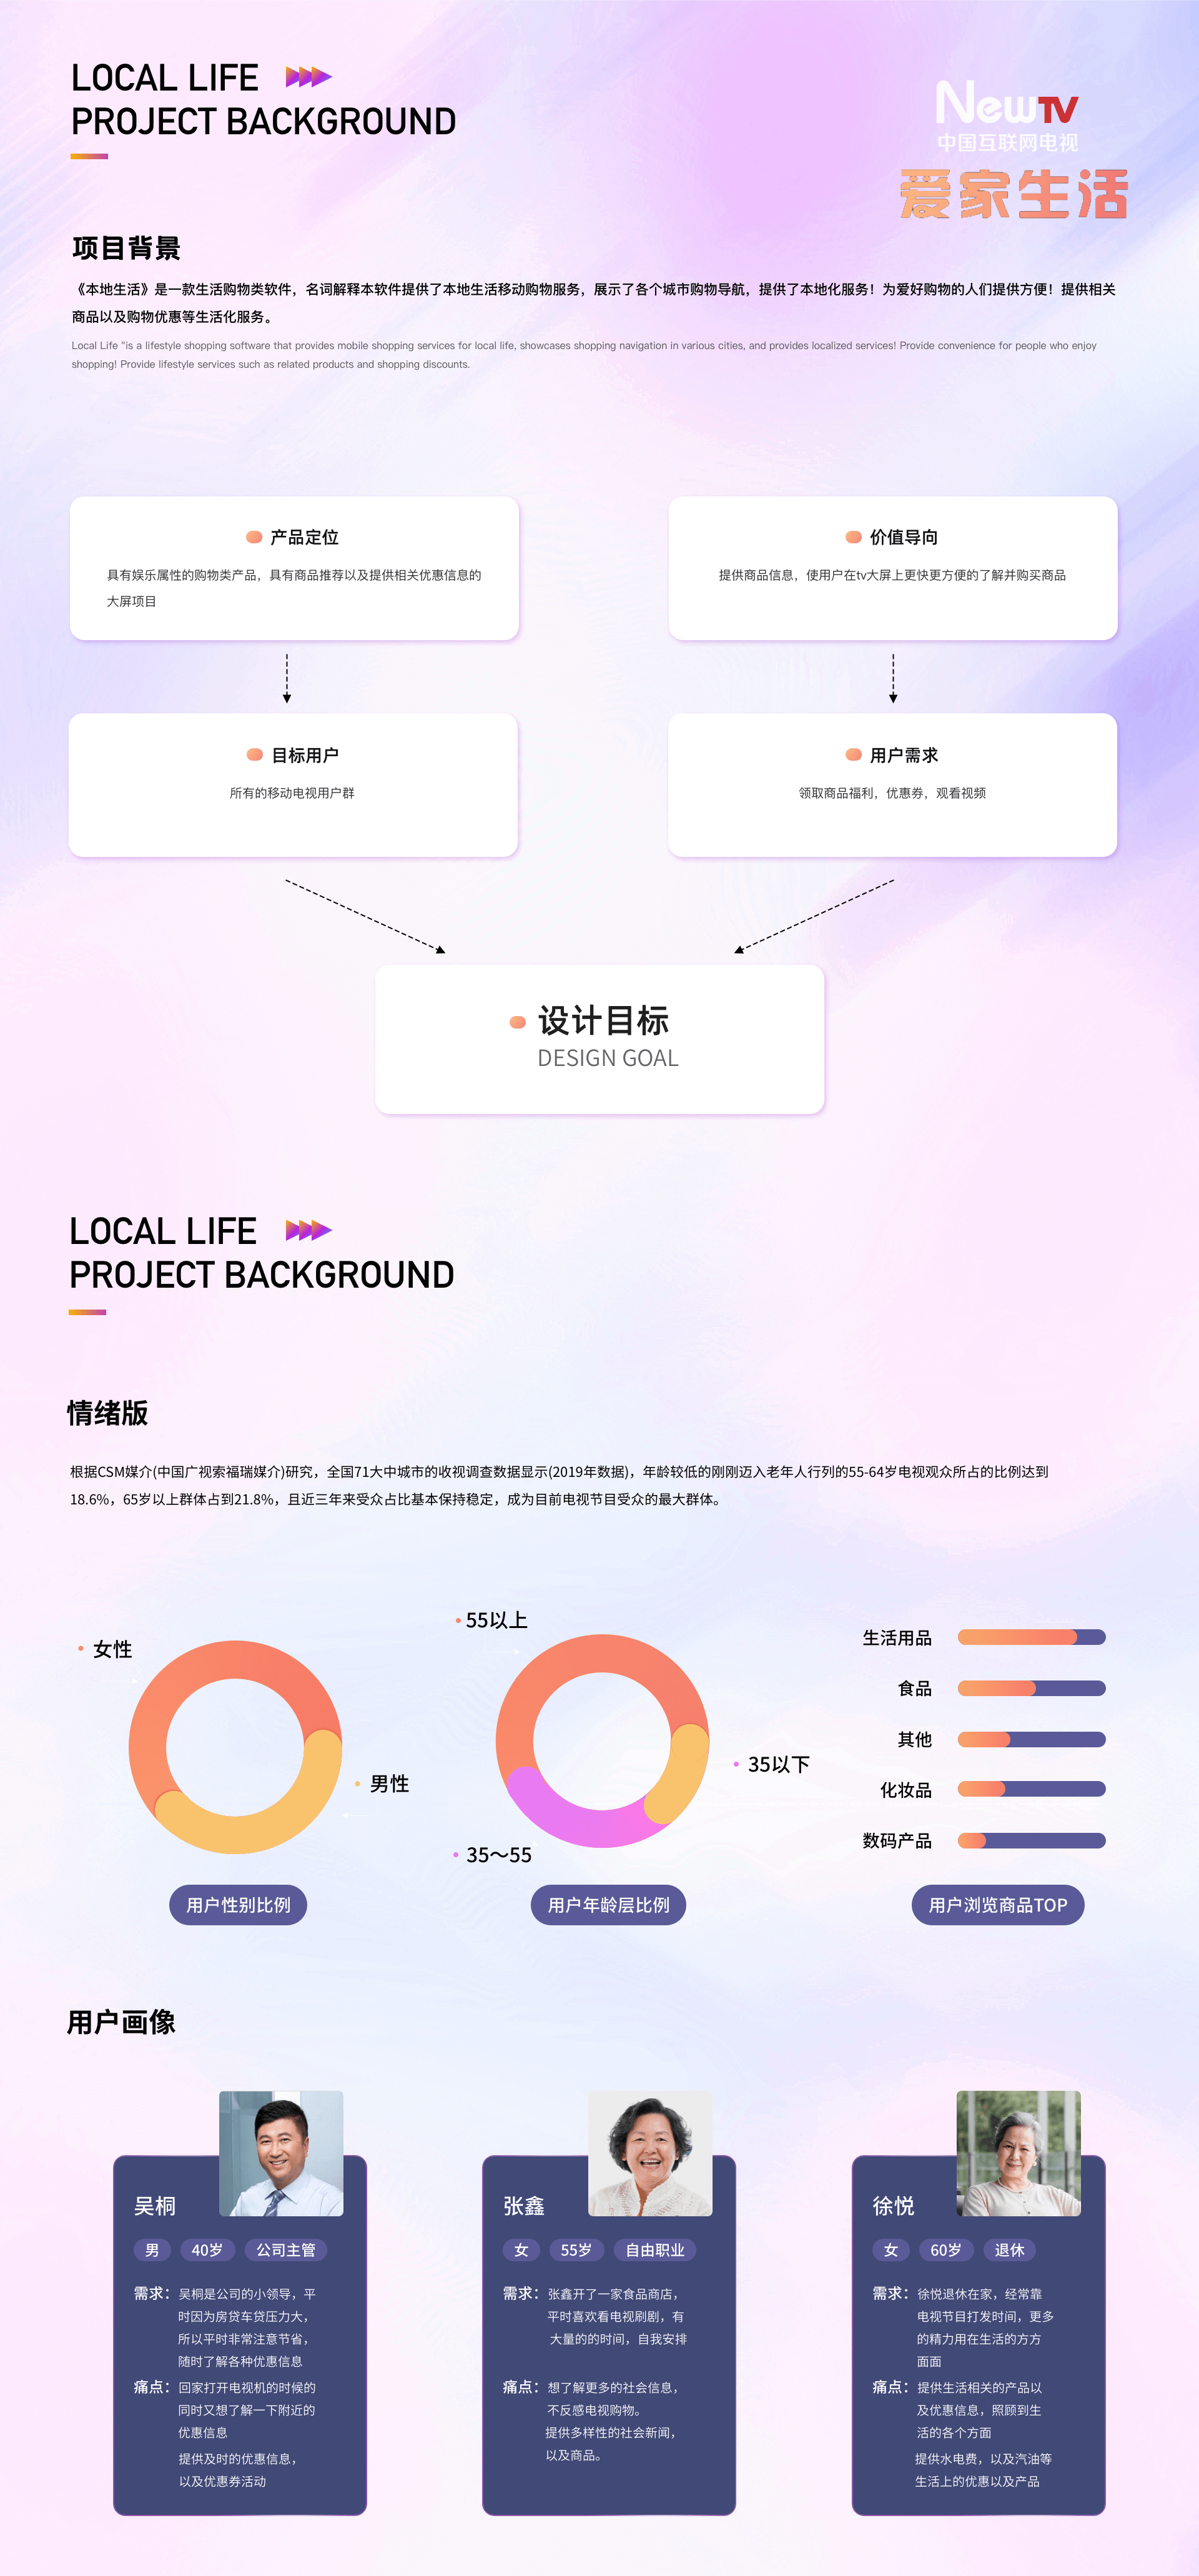 LOCAL LIFE
PROJECT BACKGROUND
NewTV
中国互联网电视
爱家生活
项目背景
《本地生活》是一款生活购物类软件，名词解释本软件提供了本地生活移动购物服务，展示了各个城市购物导航，提供了本地化服务！为爱好购物的人们提供方便！提供相关
商品以及购物优惠等生活化服务。
Local Life "is a lifestyle shopping software that provides mobile shopping services for local life, showcases shopping navigation in various cities, and provides localized services! Provide convenience for people who enjoy
shopping! Provide lifestyle services such as related products and shopping discounts.
产品定位
具有娱乐属性的购物类产品，具有商品推荐以及提供相关优惠信息的
大屏项目
价值导向
提供商品信息，使用户在tv大屏上更快更方便的了解并购买商品
目标用户
所有的移动电视用户群
用户需求
领取商品福利，优惠券，观看视频
设计目标
DESIGN GOAL
LOCAL LIFE
PROJECT BACKGROUND
情绪版
根据CSM媒介(中国广视索福瑞媒介)研究，全国71大中城市的收视调查数据显示(2019年数据)，年龄较低的刚刚迈入老年人行列的55-64岁电视观众所占的比例达到
18.6%，65岁以上群体占到21.8%，且近三年来受众占比基本保持稳定，成为目前电视节目受众的最大群体。
女性
男性
用户性别比例
55以上
35以下
35～55
用户年龄层比例
生活用品
食品
其他
化妆品
数码产品
用户浏览商品TOP
用户画像
吴桐
男 40岁 公司主管
需求：吴桐是公司的小领导，平
时因为房贷车贷压力大，
所以平时非常注意节省，
随时了解各种优惠信息
痛点：回家打开电视机的时候的
同时又想了解一下附近的
优惠信息
提供及时的优惠信息，
以及优惠券活动
张鑫
女 55岁 自由职业
需求：张鑫开了一家食品商店，
平时喜欢看电视刷剧，有
大量的的时间，自我安排
痛点：想了解更多的社会信息，
不反感电视购物。
提供多样性的社会新闻，
以及商品。
徐悦
女 60岁 退休
需求：徐悦退休在家，经常靠
电视节目打发时间，更多
的精力用在生活的方方
面面
痛点：提供生活相关的产品以
及优惠信息，照顾到生
活的各个方面
提供水电费，以及汽油等
生活上的优惠以及产品